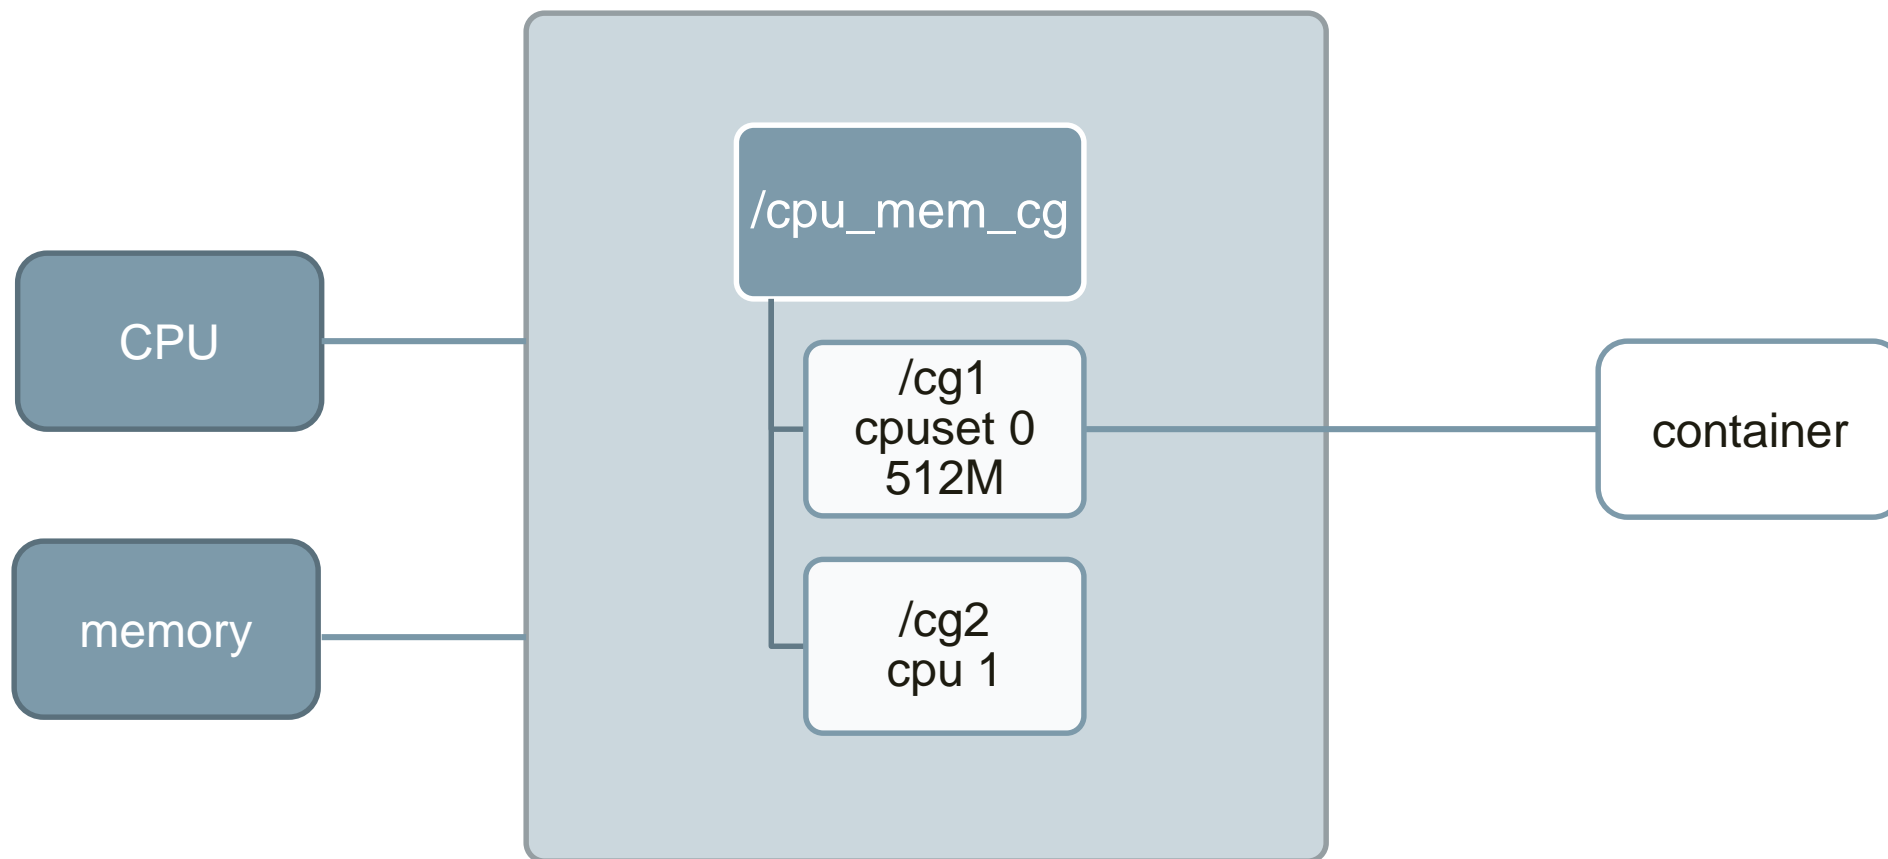 CPU
memory
/cpu_mem_cg
/cg1
cpuset 0
512M
/cg2
cpu 1
container